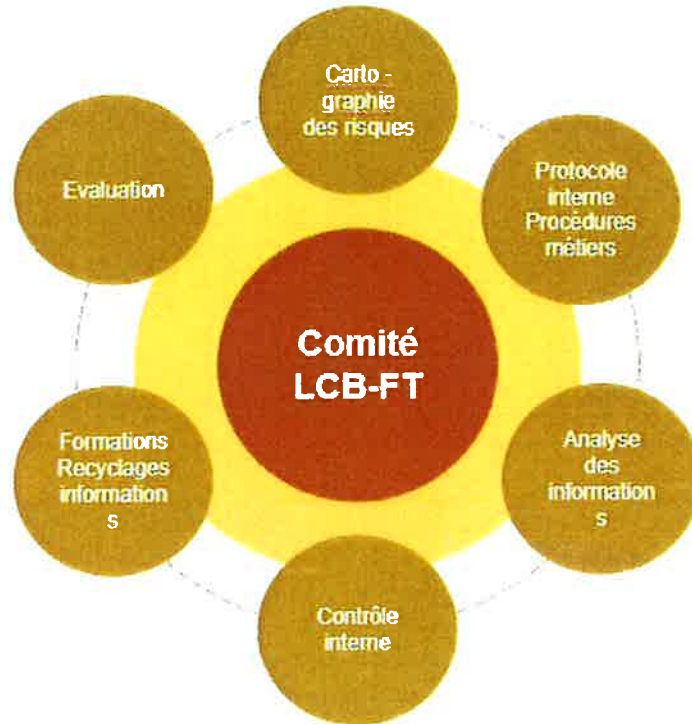 Carto -
graphie
des risques
Protocole
interne
Procédures
métiers
Analyse
des
information
s
Contrôle
interne
Formations
Recyclages
information
s
Evaluation
Comité
LCB-FT